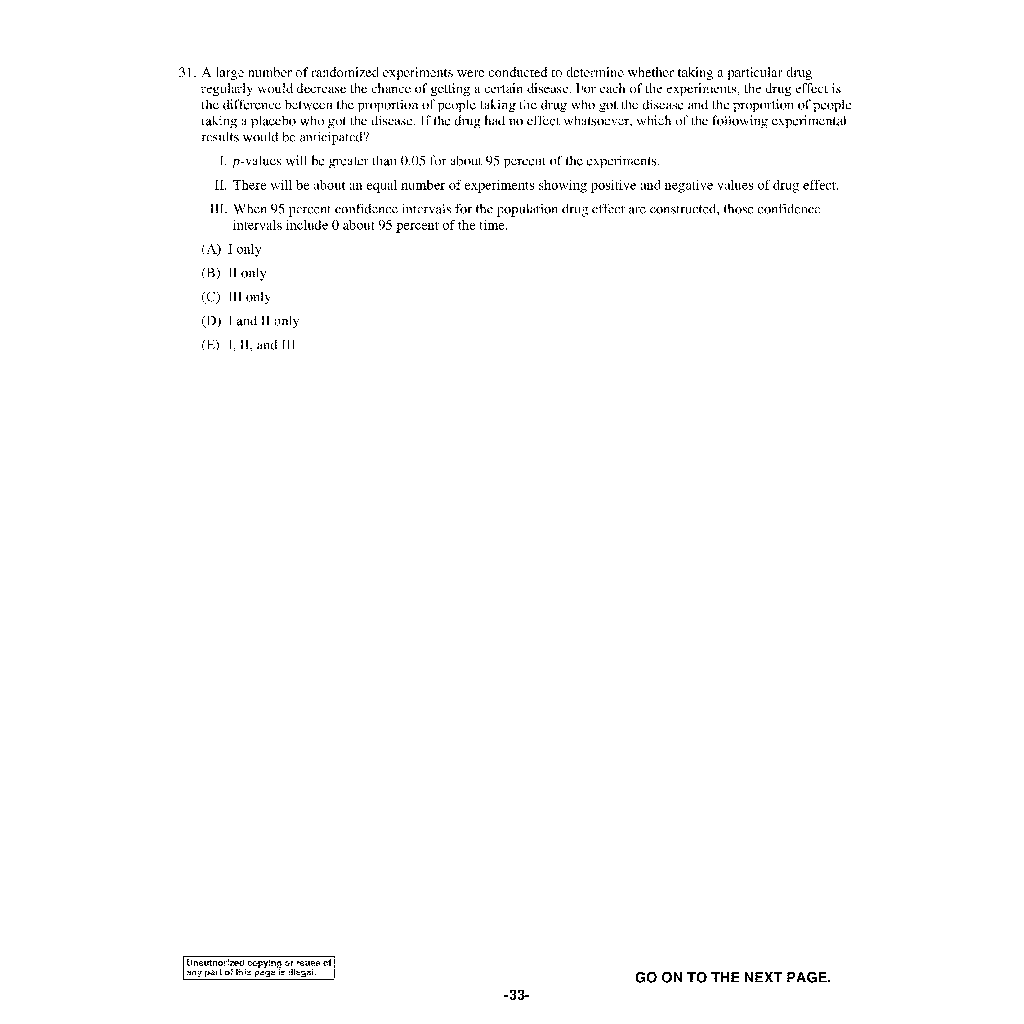 31. A large number of randomized experiments were conducted to determine whether taking a particular drug
regularly would decrease the chance of getting a certain disease. For each of the experiments, the drug effect is
the difference between the proportion of people taking the drug who got the disease and the proportion of people
taking a placebo who got the disease. If the drug had no effect whatsoever, which of the following experimental
results would be anticipated?
I. p-values will be greater than 0.05 for about 95 percent of the experiments.
II. There will be about an equal number of experiments showing positive and negative values of drug effect.
III. When 95 percent confidence intervals for the population drug effect are constructed, those confidence
intervals include 0 about 95 percent of the time.
(A) I only
(B) II only
(C) III only
(D) I and II only
(E) I, II, and III
Unauthorized copying or reuse of
any part of this page is illegal.
GO ON TO THE NEXT PAGE.
-33-